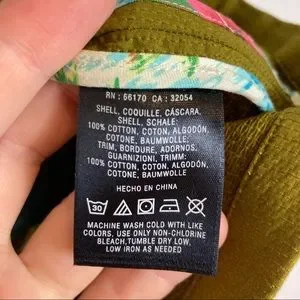 RN : 66170 CA : 32054
SHELL, COQUILLE, CÁSCARA,
SHELL, SCHALE:
100% COTTON, COTON, ALGODÓN,
COTONE, BAUMWOLLE
TRIM, BORDURE, ADORNOS,
GUARNIZIONI, TRIMM:
100% COTTON, COTON, ALGODÓN,
COTONE, BAUMWOLLE
HECHO EN CHINA
30
MACHINE WASH COLD WITH LIKE
COLORS, USE ONLY NON-CHLORINE
BLEACH,TUMBLE DRY LOW,
LOW IRON AS NEEDED